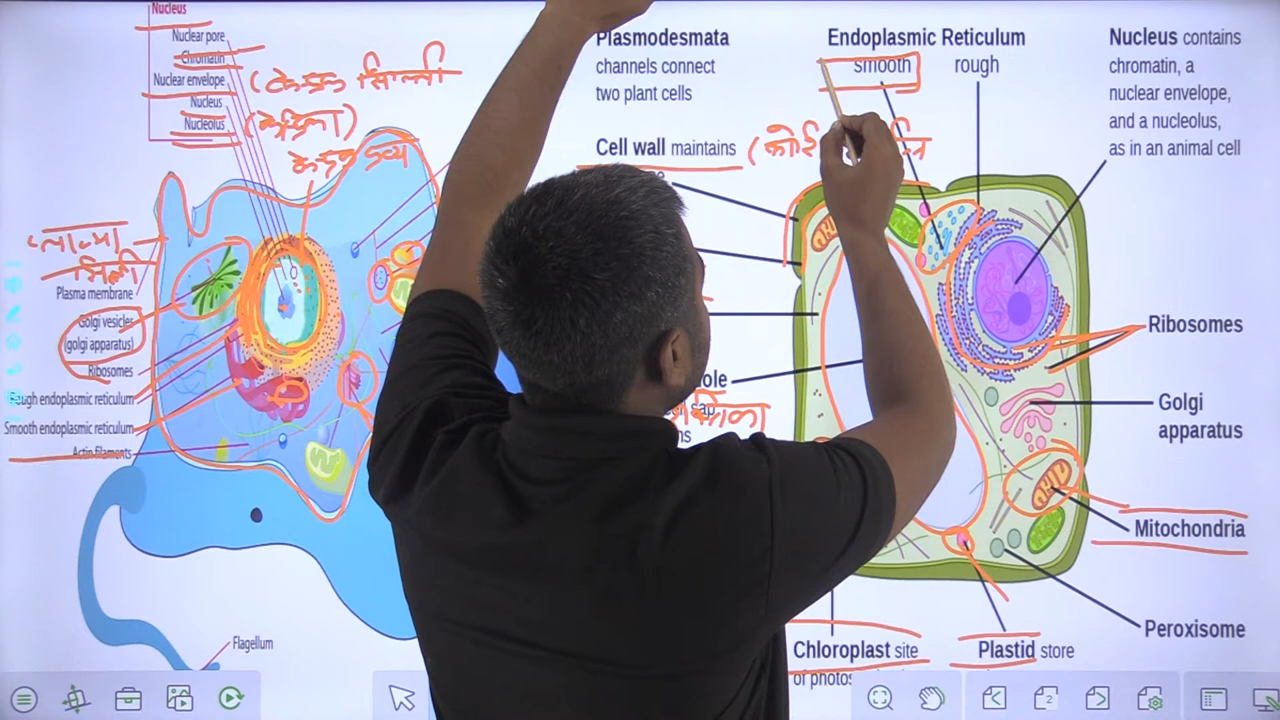 Nucleus
Nuclear pore
Chromatin
Nuclear envelope
(केन्द्रक झिल्ली
Nucleus
Nucleolus
(केंद्रिका)
केन्द्रक द्रव्य
झिल्ली
Plasma membrane
Golgi vesicles
(golgi apparatus)
Ribosomes
Rough endoplasmic reticulum
Smooth endoplasmic reticulum
Actin filaments
Flagellum
Plasmodesmata
channels connect
two plant cells
Cell wall maintains
Endoplasmic Reticulum
smooth rough
Nucleus contains
chromatin, a
nuclear envelope,
and a nucleolus,
as in an animal cell
Ribosomes
Golgi
apparatus
Mitochondria
Peroxisome
Chloroplast site
Plastid store
2